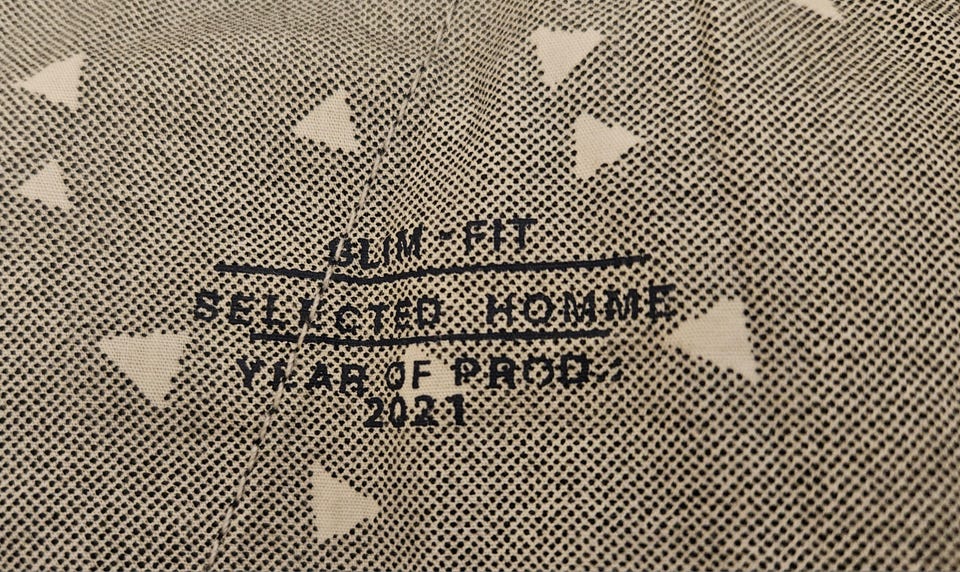 SLIM-FIT
SELECTED HOMME
YEAR OF PROD.
2021